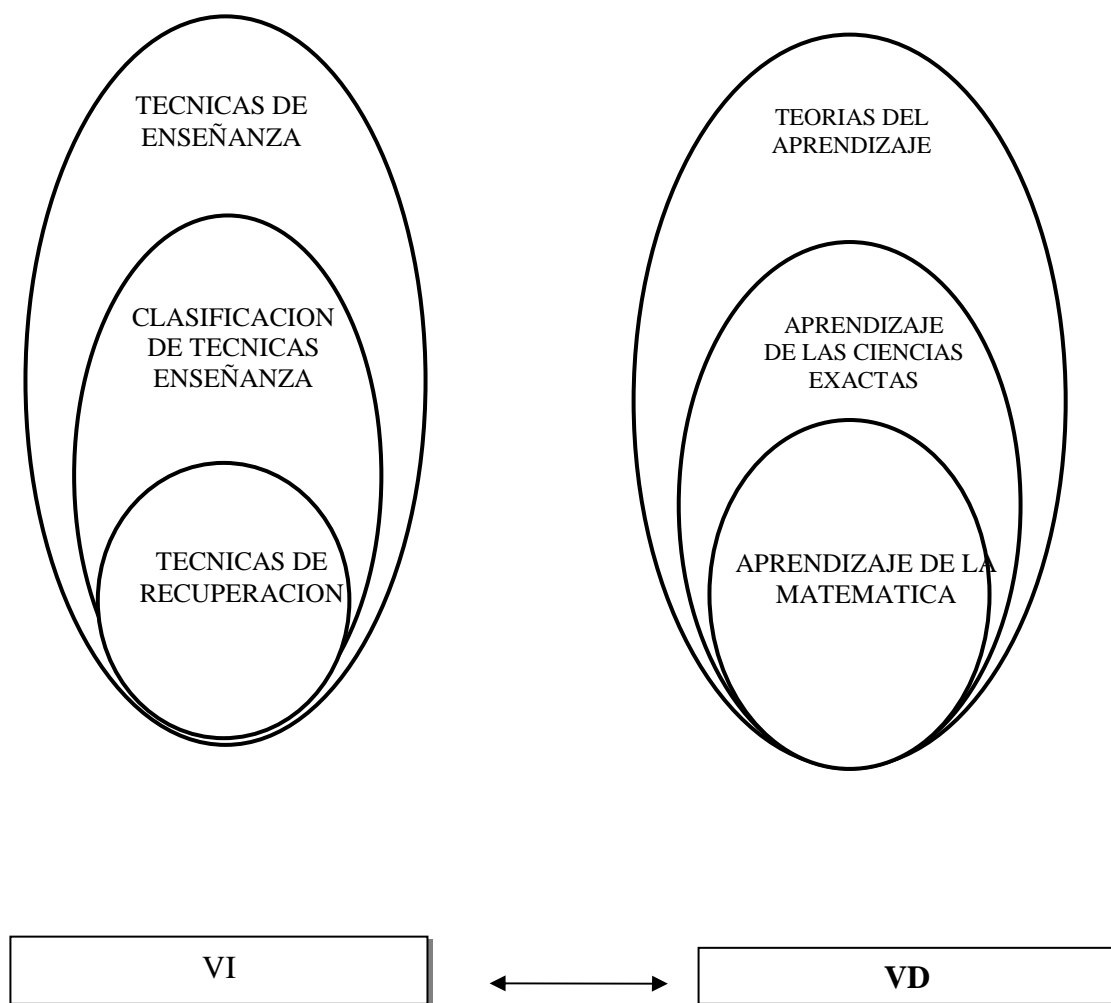 TECNICAS DE
ENSEÑANZA
CLASIFICACION
DE TECNICAS
ENSEÑANZA
TECNICAS DE
RECUPERACION
TEORIAS DEL
APRENDIZAJE
APRENDIZAJE
DE LAS CIENCIAS
EXACTAS
APRENDIZAJE DE LA
MATEMATICA
VI
VD